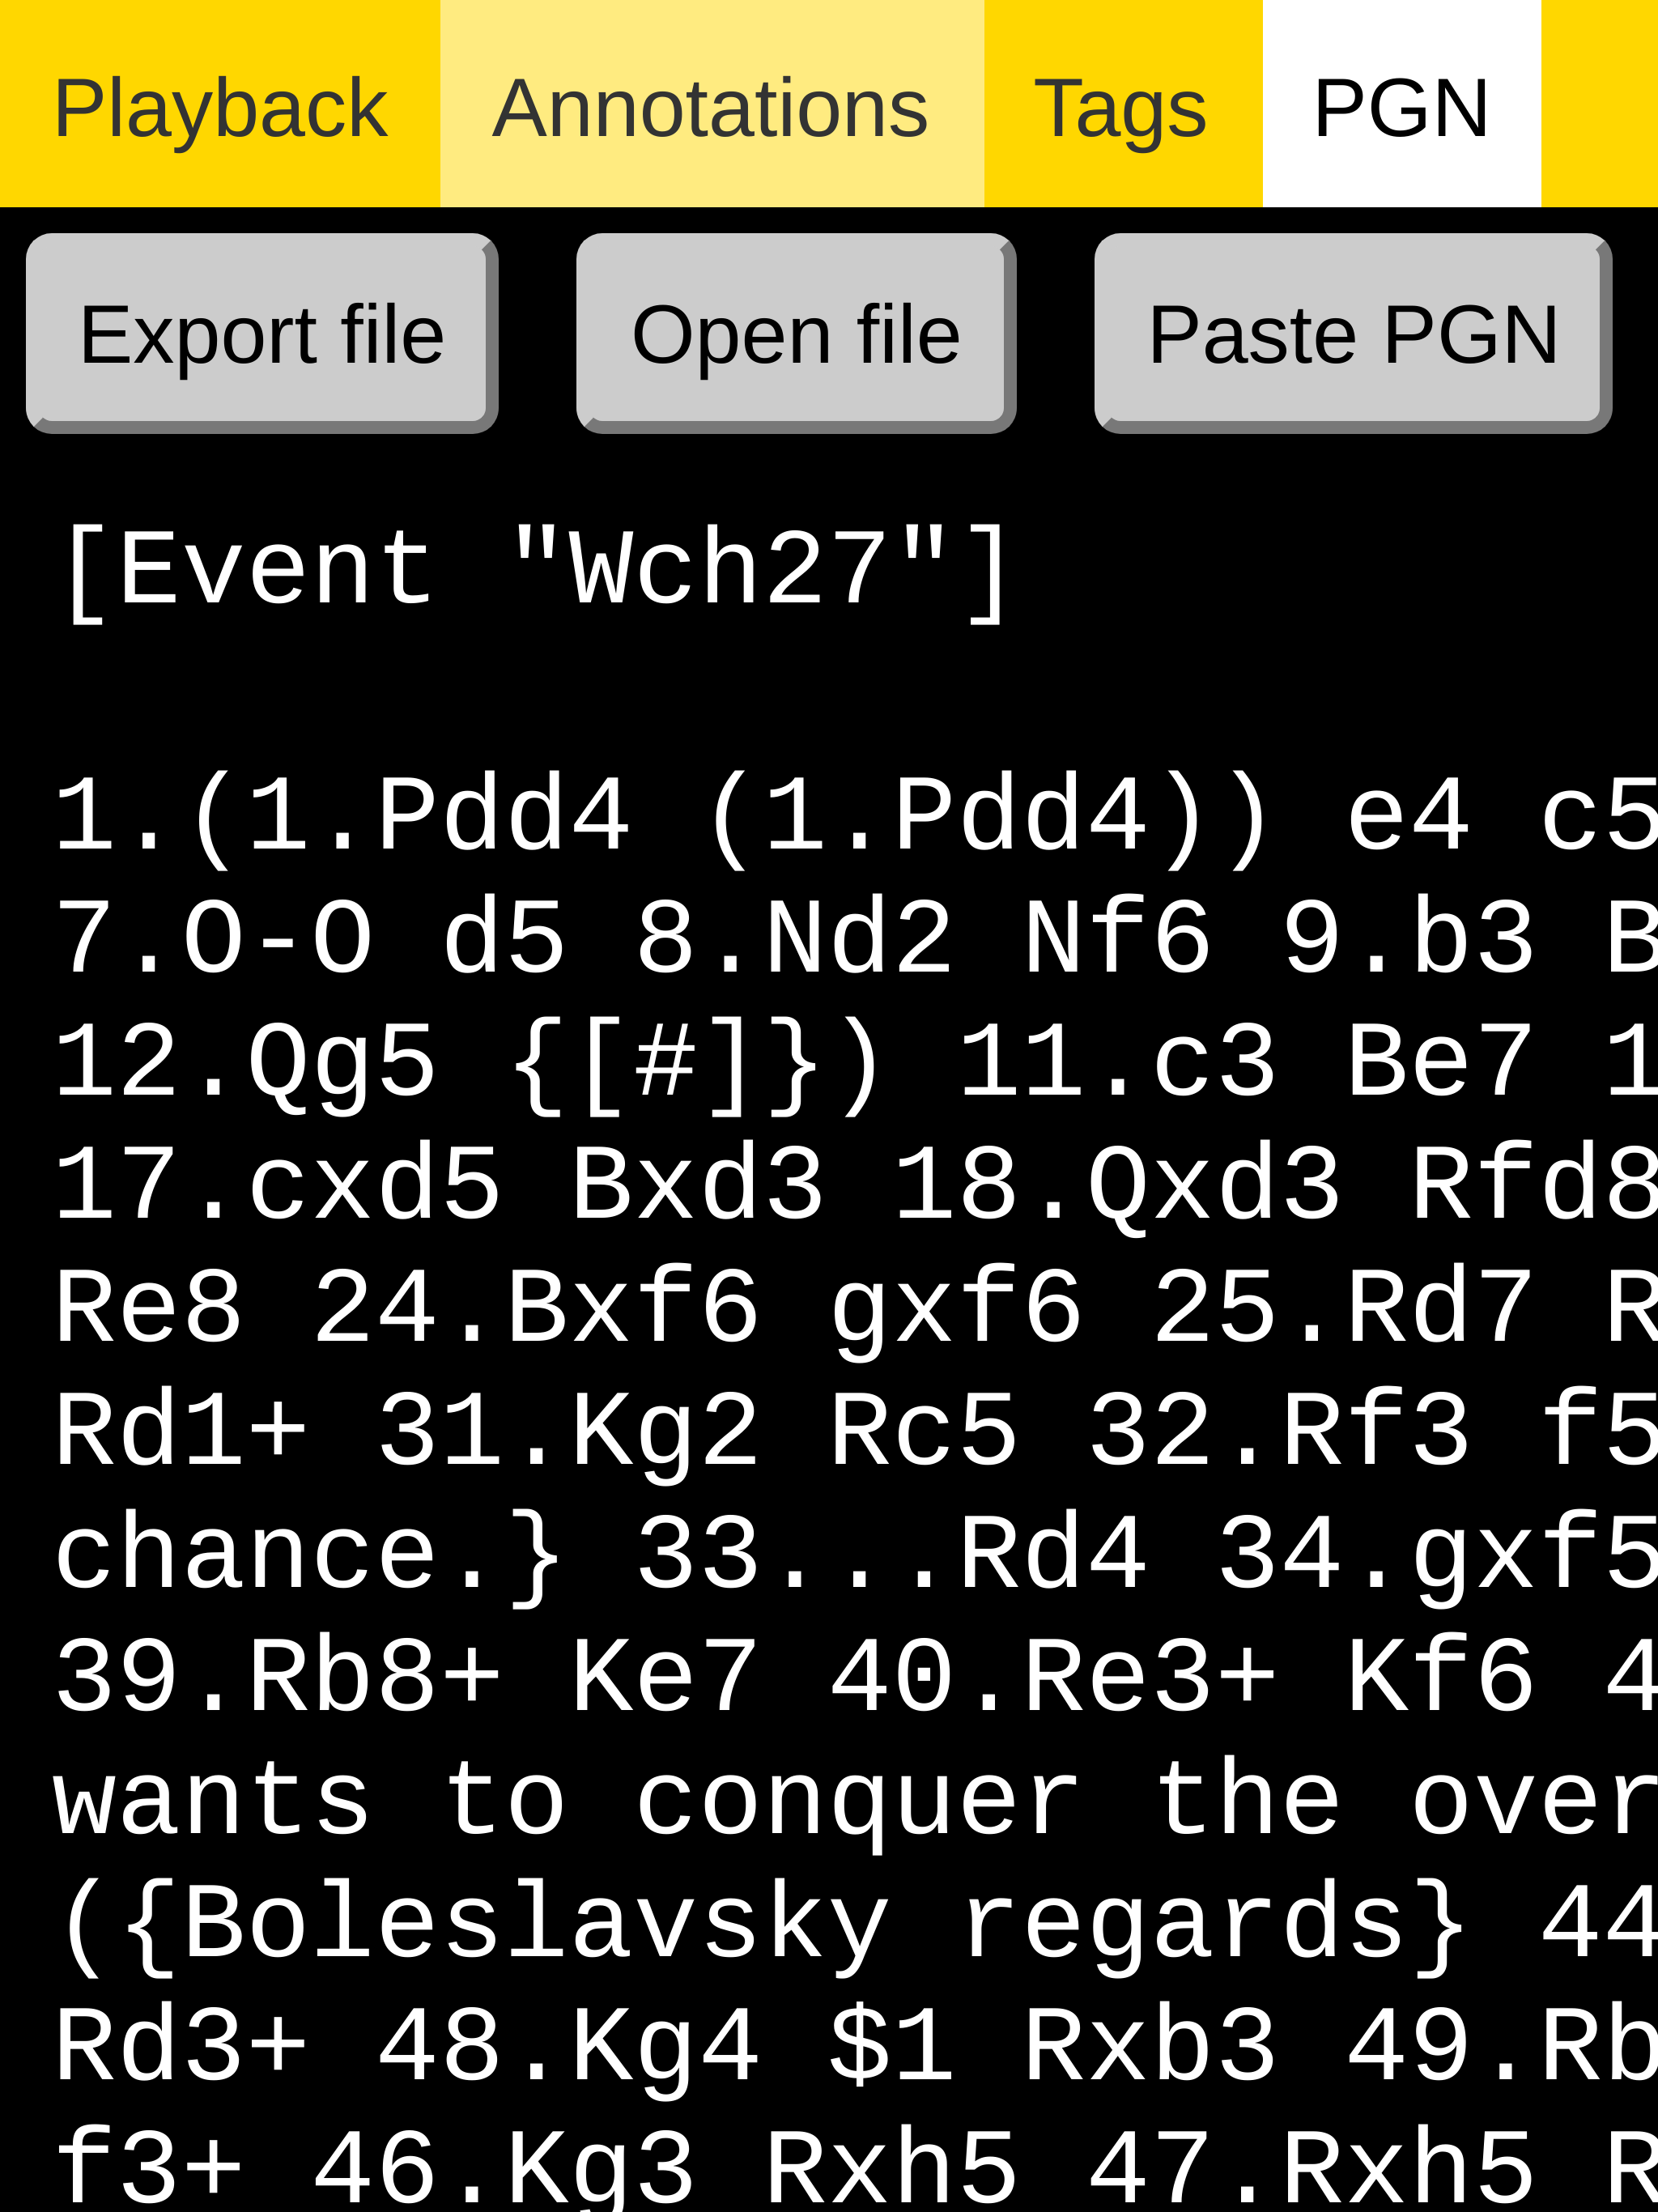 Playback Annotations Tags PGN
Export file Open file Paste PGN
[Event "Wch27"]
1.(1.Pdd4 (1.Pdd4)) e4 c5
7.O-O d5 8.Nd2 Nf6 9.b3 B
12.Qg5 {[#]}) 11.c3 Be7 1
17.cxd5 Bxd3 18.Qxd3 Rfd8
Re8 24.Bxf6 gxf6 25.Rd7 R
Rd1+ 31.Kg2 Rc5 32.Rf3 f5
chance.} 33...Rd4 34.gxf5
39.Rb8+ Ke7 40.Re3+ Kf6 4
wants to conquer the over
({Boleslavsky regards} 44
Rd3+ 48.Kg4 $1 Rxb3 49.Rb
f3+ 46.Kg3 Rxh5 47.Rxh5 R